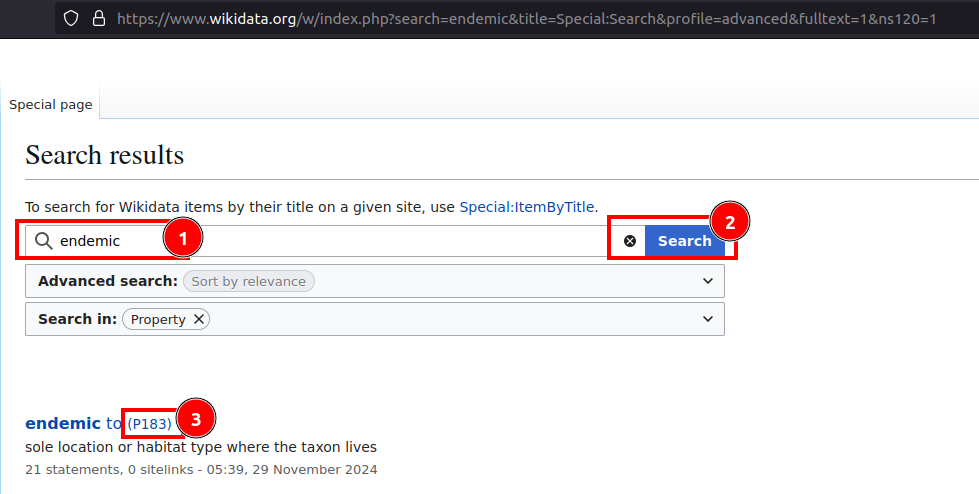 https://www.wikidata.org/w/index.php?search=endemic&title=Special:Search&profile=advanced&fulltext=1&ns120=1
Special page
Search results
To search for Wikidata items by their title on a given site, use Special:ItemByTitle.
endemic 1 Search 2
Advanced search: Sort by relevance
Search in: Property
endemic to (P183) 3
sole location or habitat type where the taxon lives
21 statements, 0 sitelinks - 05:39, 29 November 2024